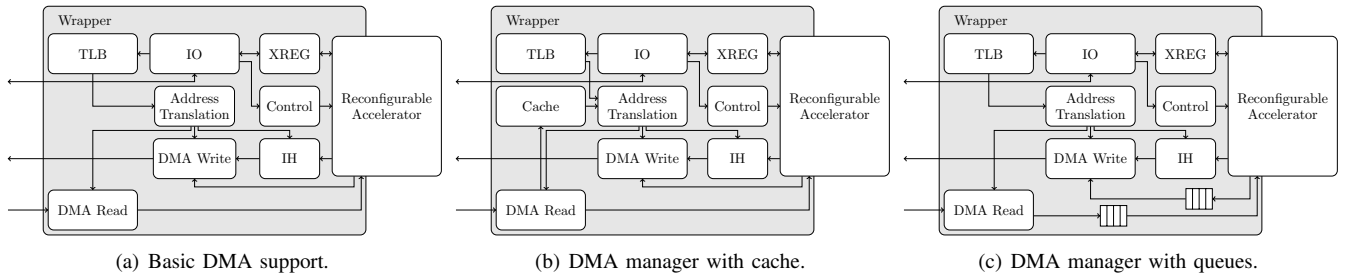 Wrapper
TLB
IO
XREG
Address
Translation
Control
Reconfigurable
Accelerator
DMA Write
IH
DMA Read
(a) Basic DMA support.
Wrapper
TLB
IO
XREG
Cache
Address
Translation
Control
Reconfigurable
Accelerator
DMA Write
IH
DMA Read
(b) DMA manager with cache.
Wrapper
TLB
IO
XREG
Address
Translation
Control
Reconfigurable
Accelerator
DMA Write
IH
DMA Read
(c) DMA manager with queues.